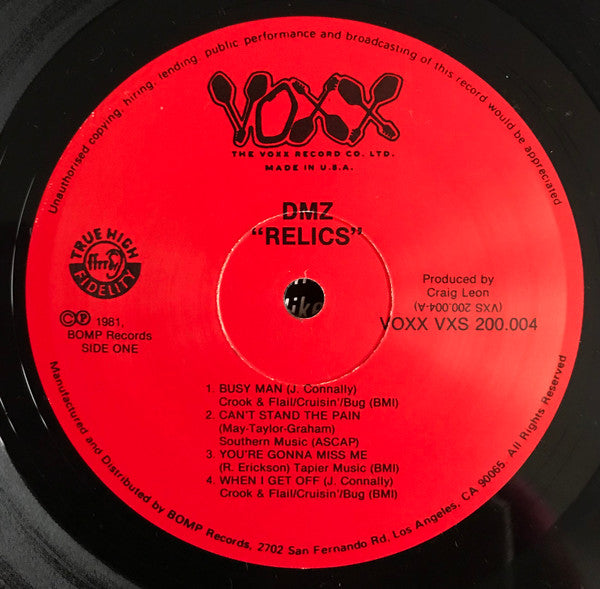 Unauthorised copying, hiring, lending, public performance and broadcasting of this record would be appreciated.
VOXX
THE VOXX RECORD CO. LTD.
MADE IN U.S.A.
DMZ
"RELICS"
TRUE HIGH
ffrr
FIDELITY
Produced by
Craig Leon
(VXS 200.004-A)
VOXX VXS 200.004
©℗ 1981,
BOMP Records
SIDE ONE
like
1. BUSY MAN (J. Connally)
Crook & Flail/Cruisin'/Bug (BMI)
2. CAN'T STAND THE PAIN
(May-Taylor-Graham)
Southern Music (ASCAP)
3. YOU'RE GONNA MISS ME
(R. Erickson) Tapier Music (BMI)
4. WHEN I GET OFF (J. Connally)
Crook & Flail/Cruisin'/Bug (BMI)
Manufactured and Distributed by BOMP Records, 2702 San Fernando Rd, Los Angeles, CA 90065. All Rights Reserved